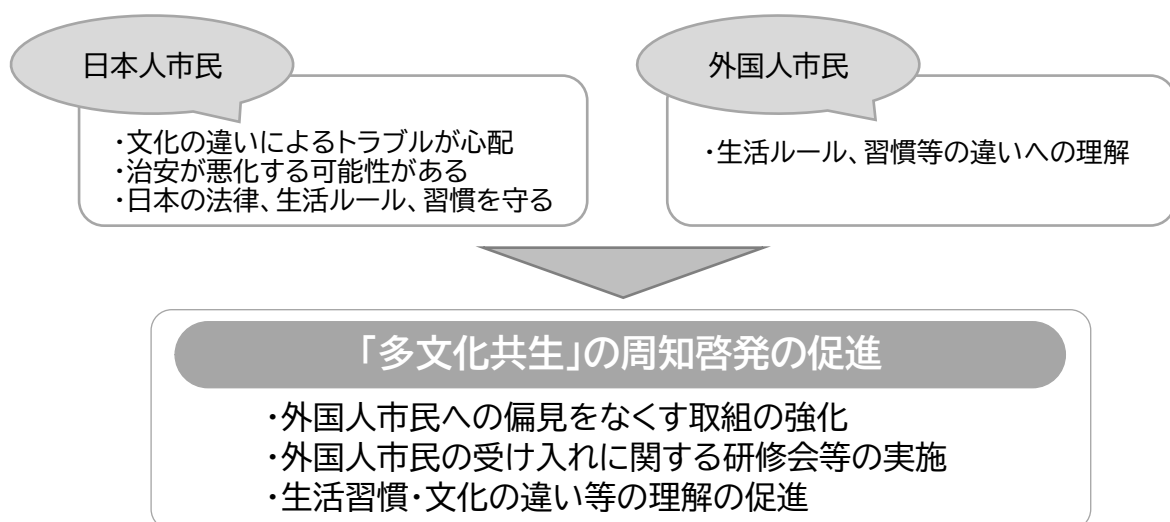 日本人市民
・文化の違いによるトラブルが心配
・治安が悪化する可能性がある
・日本の法律、生活ルール、習慣を守る
外国人市民
・生活ルール、習慣等の違いへの理解
「多文化共生」の周知啓発の促進
・外国人市民への偏見をなくす取組の強化
・外国人市民の受け入れに関する研修会等の実施
・生活習慣・文化の違い等の理解の促進